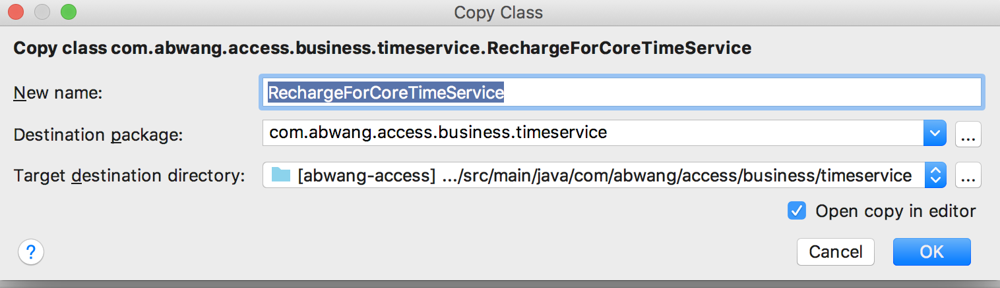 Copy Class
Copy class com.abwang.access.business.timeservice.RechargeForCoreTimeService
New name: RechargeForCoreTimeService
Destination package: com.abwang.access.business.timeservice ...
Target destination directory: [abwang-access] .../src/main/java/com/abwang/access/business/timeservice ...
Open copy in editor
? Cancel OK